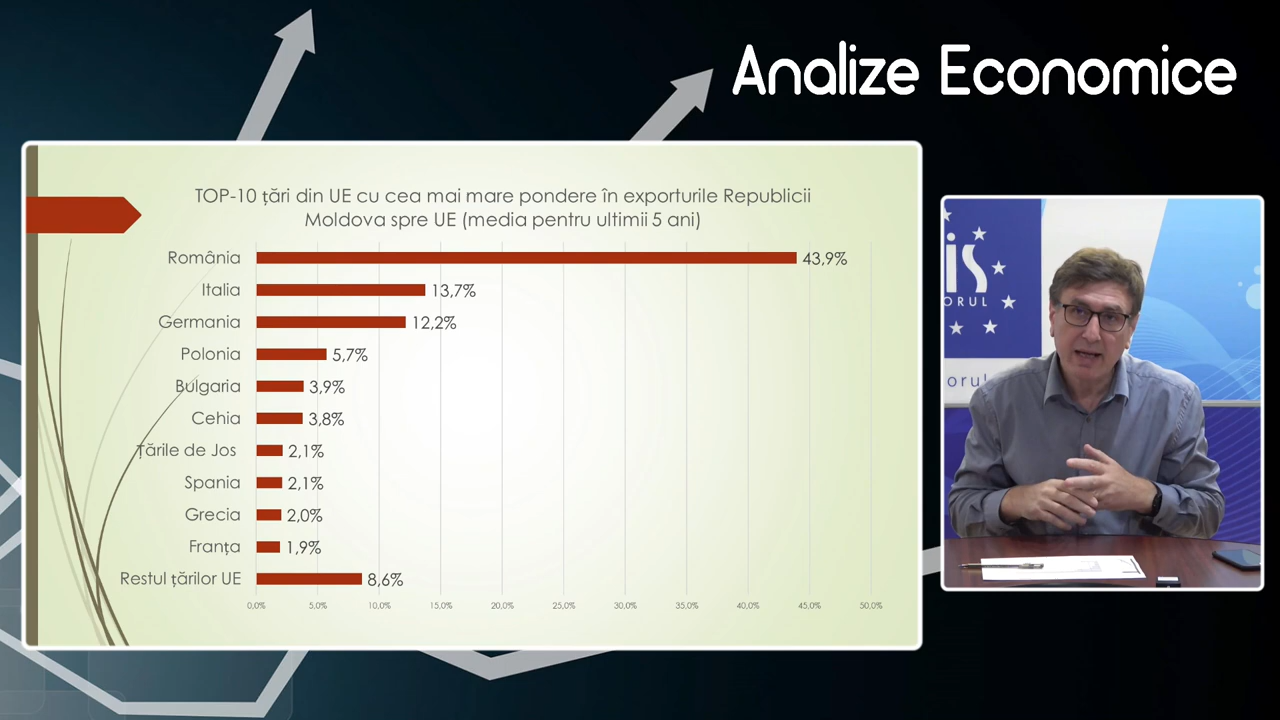 Analize Economice
TOP-10 țări din UE cu cea mai mare pondere în exporturile Republicii
Moldova spre UE (media pentru ultimii 5 ani)
România 43,9%
Italia 13,7%
Germania 12,2%
Polonia 5,7%
Bulgaria 3,9%
Cehia 3,8%
Țările de Jos 2,1%
Spania 2,1%
Grecia 2,0%
Franța 1,9%
Restul țărilor UE 8,6%
0,0% 5,0% 10,0% 15,0% 20,0% 25,0% 30,0% 35,0% 40,0% 45,0% 50,0%
is
ORUL
orul